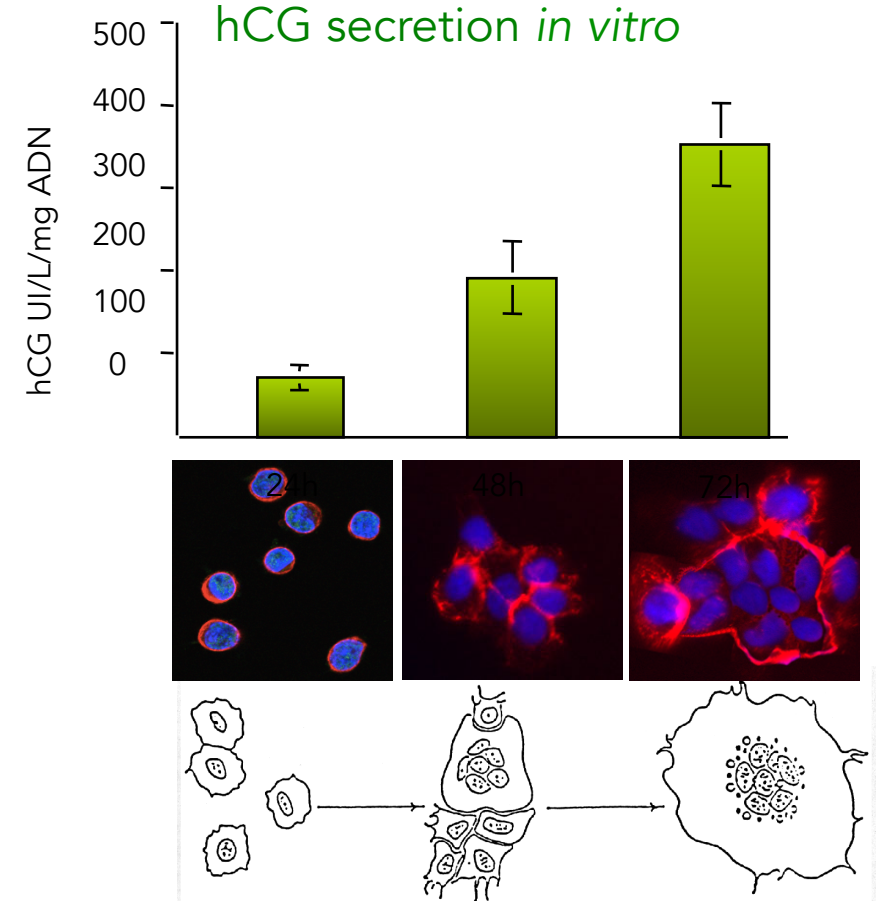 hCG secretion in vitro
500
400
300
200
100
0
hCG UI/L/mg ADN
24h
48h
72h